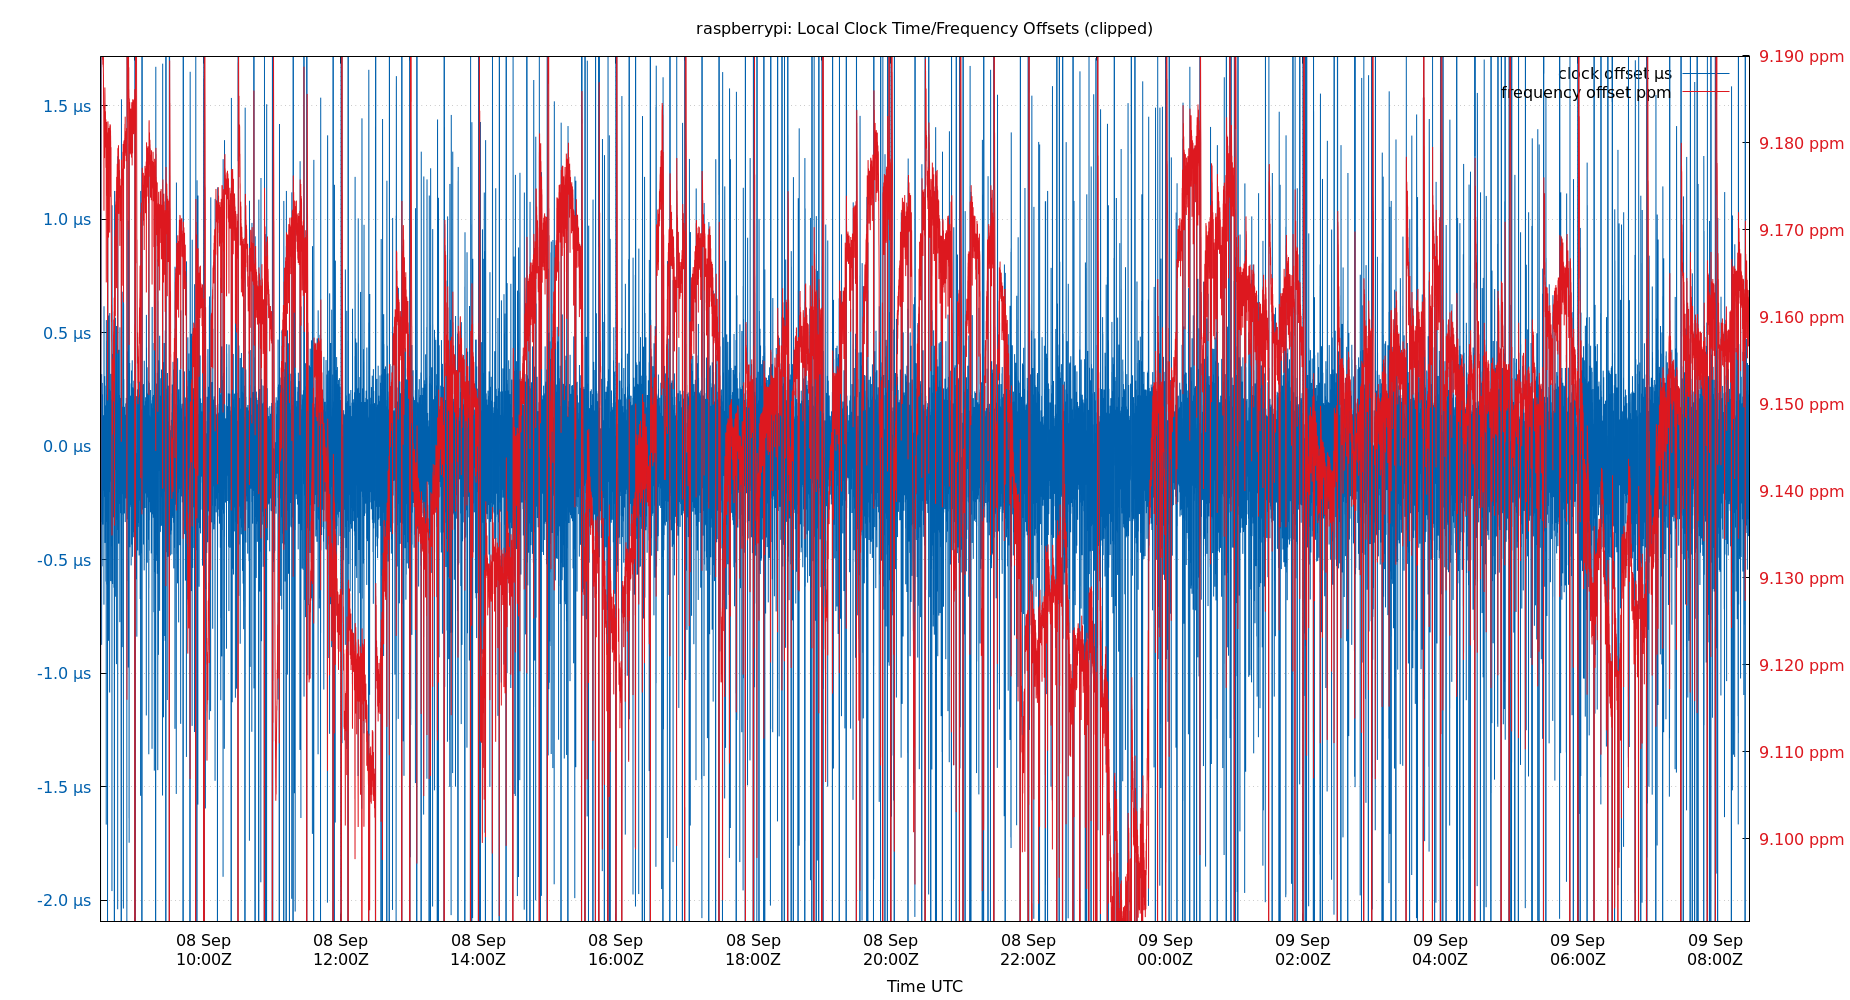 raspberrypi: Local Clock Time/Frequency Offsets (clipped)
clock offset µs
frequency offset ppm
1.5 µs
1.0 µs
0.5 µs
0.0 µs
-0.5 µs
-1.0 µs
-1.5 µs
-2.0 µs
9.190 ppm
9.180 ppm
9.170 ppm
9.160 ppm
9.150 ppm
9.140 ppm
9.130 ppm
9.120 ppm
9.110 ppm
9.100 ppm
08 Sep 08 Sep 08 Sep 08 Sep 08 Sep 08 Sep 08 Sep 09 Sep 09 Sep 09 Sep 09 Sep 09 Sep
10:00Z 12:00Z 14:00Z 16:00Z 18:00Z 20:00Z 22:00Z 00:00Z 02:00Z 04:00Z 06:00Z 08:00Z
Time UTC